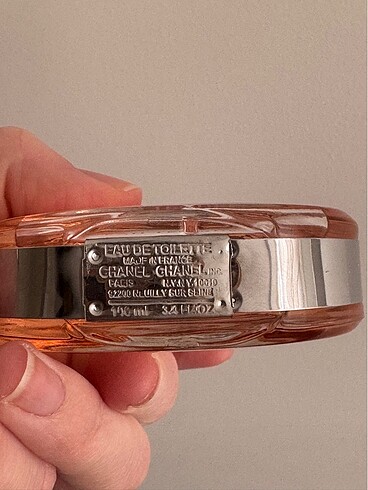 EAU DE TOILETTE
MADE IN FRANCE
CHANEL CHANEL INC.
PARIS N.Y. N.Y. 10019
92200 NEUILLY SUR SEINE
100 ml 3.4 FL.OZ.